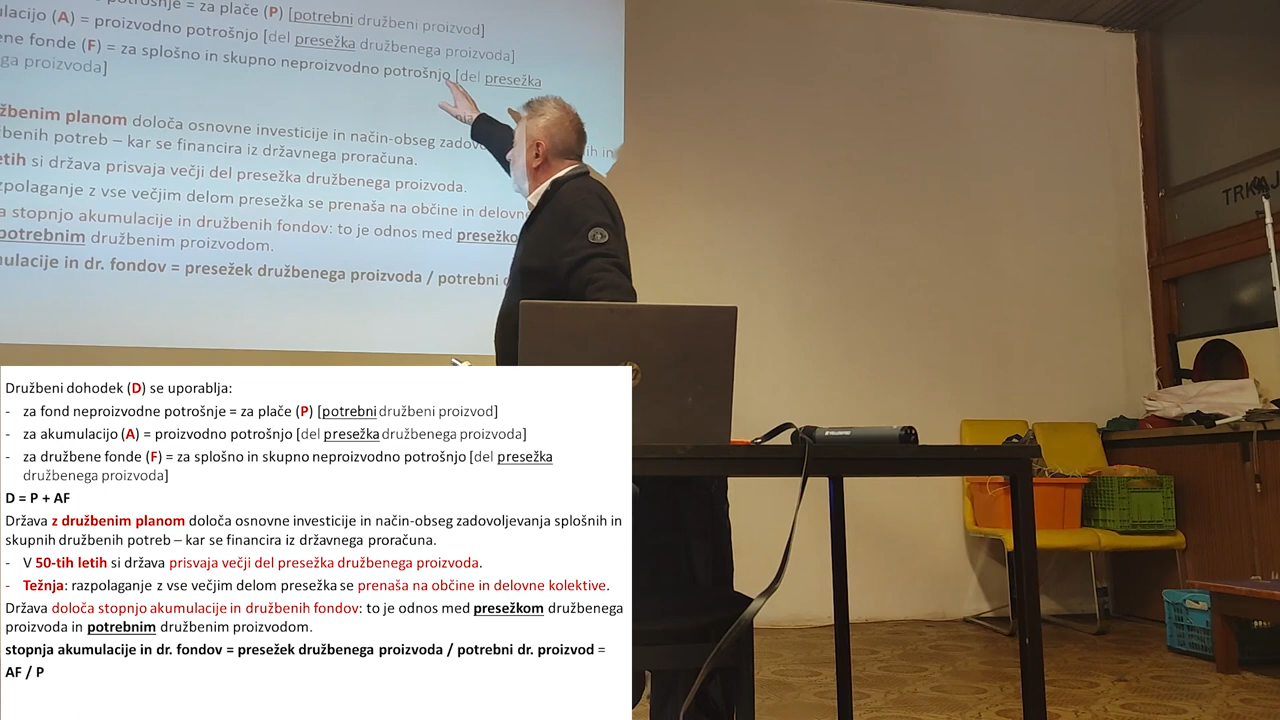 potrošnje = za plače (P) [potrebni družbeni proizvod]
ulacijo (A) = proizvodno potrošnjo [del presežka družbenega proizvoda]
ene fonde (F) = za splošno in skupno neproizvodno potrošnjo [del presežka
ga proizvoda]
žbenim planom določa osnovne investicije in način-obseg zadov
žbenih potreb – kar se financira iz državnega proračuna.
etih si država prisvaja večji del presežka družbenega proizvoda.
zpolaganje z vse večjim delom presežka se prenaša na občine in delovn
a stopnjo akumulacije in družbenih fondov: to je odnos med presežko
potrebnim družbenim proizvodom.
mulacije in dr. fondov = presežek družbenega proizvoda / potrebni d
TRKAJ
Družbeni dohodek (D) se uporablja:
- za fond neproizvodne potrošnje = za plače (P) [potrebni družbeni proizvod]
- za akumulacijo (A) = proizvodno potrošnjo [del presežka družbenega proizvoda]
- za družbene fonde (F) = za splošno in skupno neproizvodno potrošnjo [del presežka
družbenega proizvoda]
D = P + AF
Država z družbenim planom določa osnovne investicije in način-obseg zadovoljevanja splošnih in
skupnih družbenih potreb – kar se financira iz državnega proračuna.
- V 50-tih letih si država prisvaja večji del presežka družbenega proizvoda.
- Težnja: razpolaganje z vse večjim delom presežka se prenaša na občine in delovne kolektive.
Država določa stopnjo akumulacije in družbenih fondov: to je odnos med presežkom družbenega
proizvoda in potrebnim družbenim proizvodom.
stopnja akumulacije in dr. fondov = presežek družbenega proizvoda / potrebni dr. proizvod =
AF / P